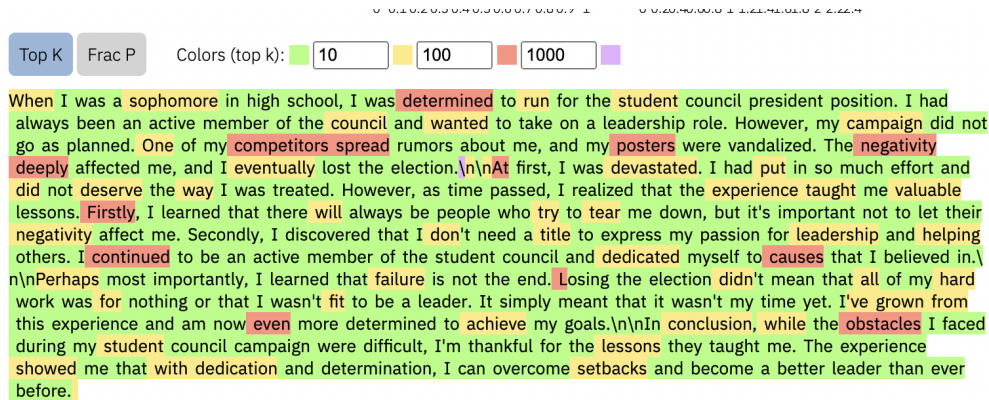 Top K Frac P Colors (top k): 10 100 1000
When I was a sophomore in high school, I was determined to run for the student council president position. I had
always been an active member of the council and wanted to take on a leadership role. However, my campaign did not
go as planned. One of my competitors spread rumors about me, and my posters were vandalized. The negativity
deeply affected me, and I eventually lost the election.\n\nAt first, I was devastated. I had put in so much effort and
did not deserve the way I was treated. However, as time passed, I realized that the experience taught me valuable
lessons. Firstly, I learned that there will always be people who try to tear me down, but it's important not to let their
negativity affect me. Secondly, I discovered that I don't need a title to express my passion for leadership and helping
others. I continued to be an active member of the student council and dedicated myself to causes that I believed in.\
n\nPerhaps most importantly, I learned that failure is not the end. Losing the election didn't mean that all of my hard
work was for nothing or that I wasn't fit to be a leader. It simply meant that it wasn't my time yet. I've grown from
this experience and am now even more determined to achieve my goals.\n\nIn conclusion, while the obstacles I faced
during my student council campaign were difficult, I'm thankful for the lessons they taught me. The experience
showed me that with dedication and determination, I can overcome setbacks and become a better leader than ever
before.